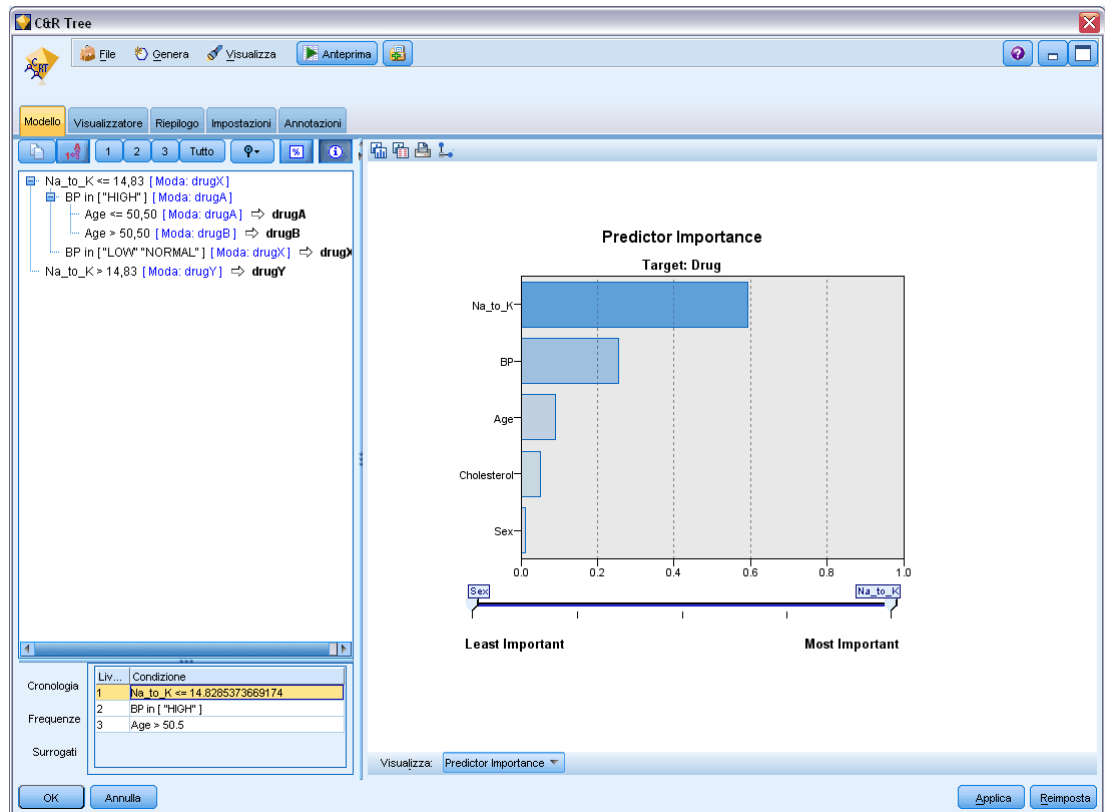 C&R Tree
CRT
File Genera Visualizza Anteprima
Modello Visualizzatore Riepilogo Impostazioni Annotazioni
1 2 3 Tutto %
Na_to_K <= 14,83 [Moda: drugX]
BP in ["HIGH"] [Moda: drugA]
Age <= 50,50 [Moda: drugA] ⇨ drugA
Age > 50,50 [Moda: drugB] ⇨ drugB
BP in ["LOW" "NORMAL"] [Moda: drugX] ⇨ drugX
Na_to_K > 14,83 [Moda: drugY] ⇨ drugY
Cronologia
Frequenze
Surrogati
Liv... Condizione
1 Na_to_K <= 14.8285373669174
2 BP in [ "HIGH" ]
3 Age > 50.5
Predictor Importance
Target: Drug
Na_to_K
BP
Age
Cholesterol
Sex
0.0 0.2 0.4 0.6 0.8 1.0
Sex Na_to_K
Least Important Most Important
Visualizza: Predictor Importance
OK Annulla Applica Reimposta